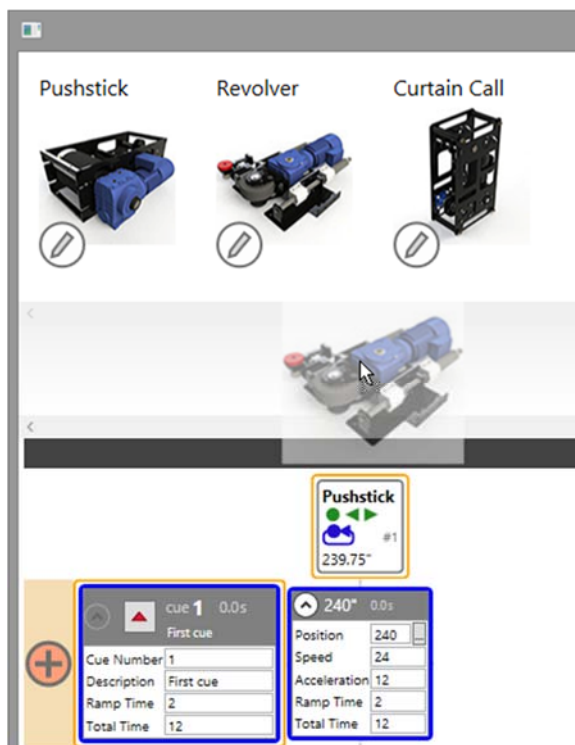 Pushstick Revolver Curtain Call
Pushstick
#1
239.75"
cue 1 0.0s
First cue
Cue Number 1
Description First cue
Ramp Time 2
Total Time 12
240" 0.0s
Position 240 ...
Speed 24
Acceleration 12
Ramp Time 2
Total Time 12